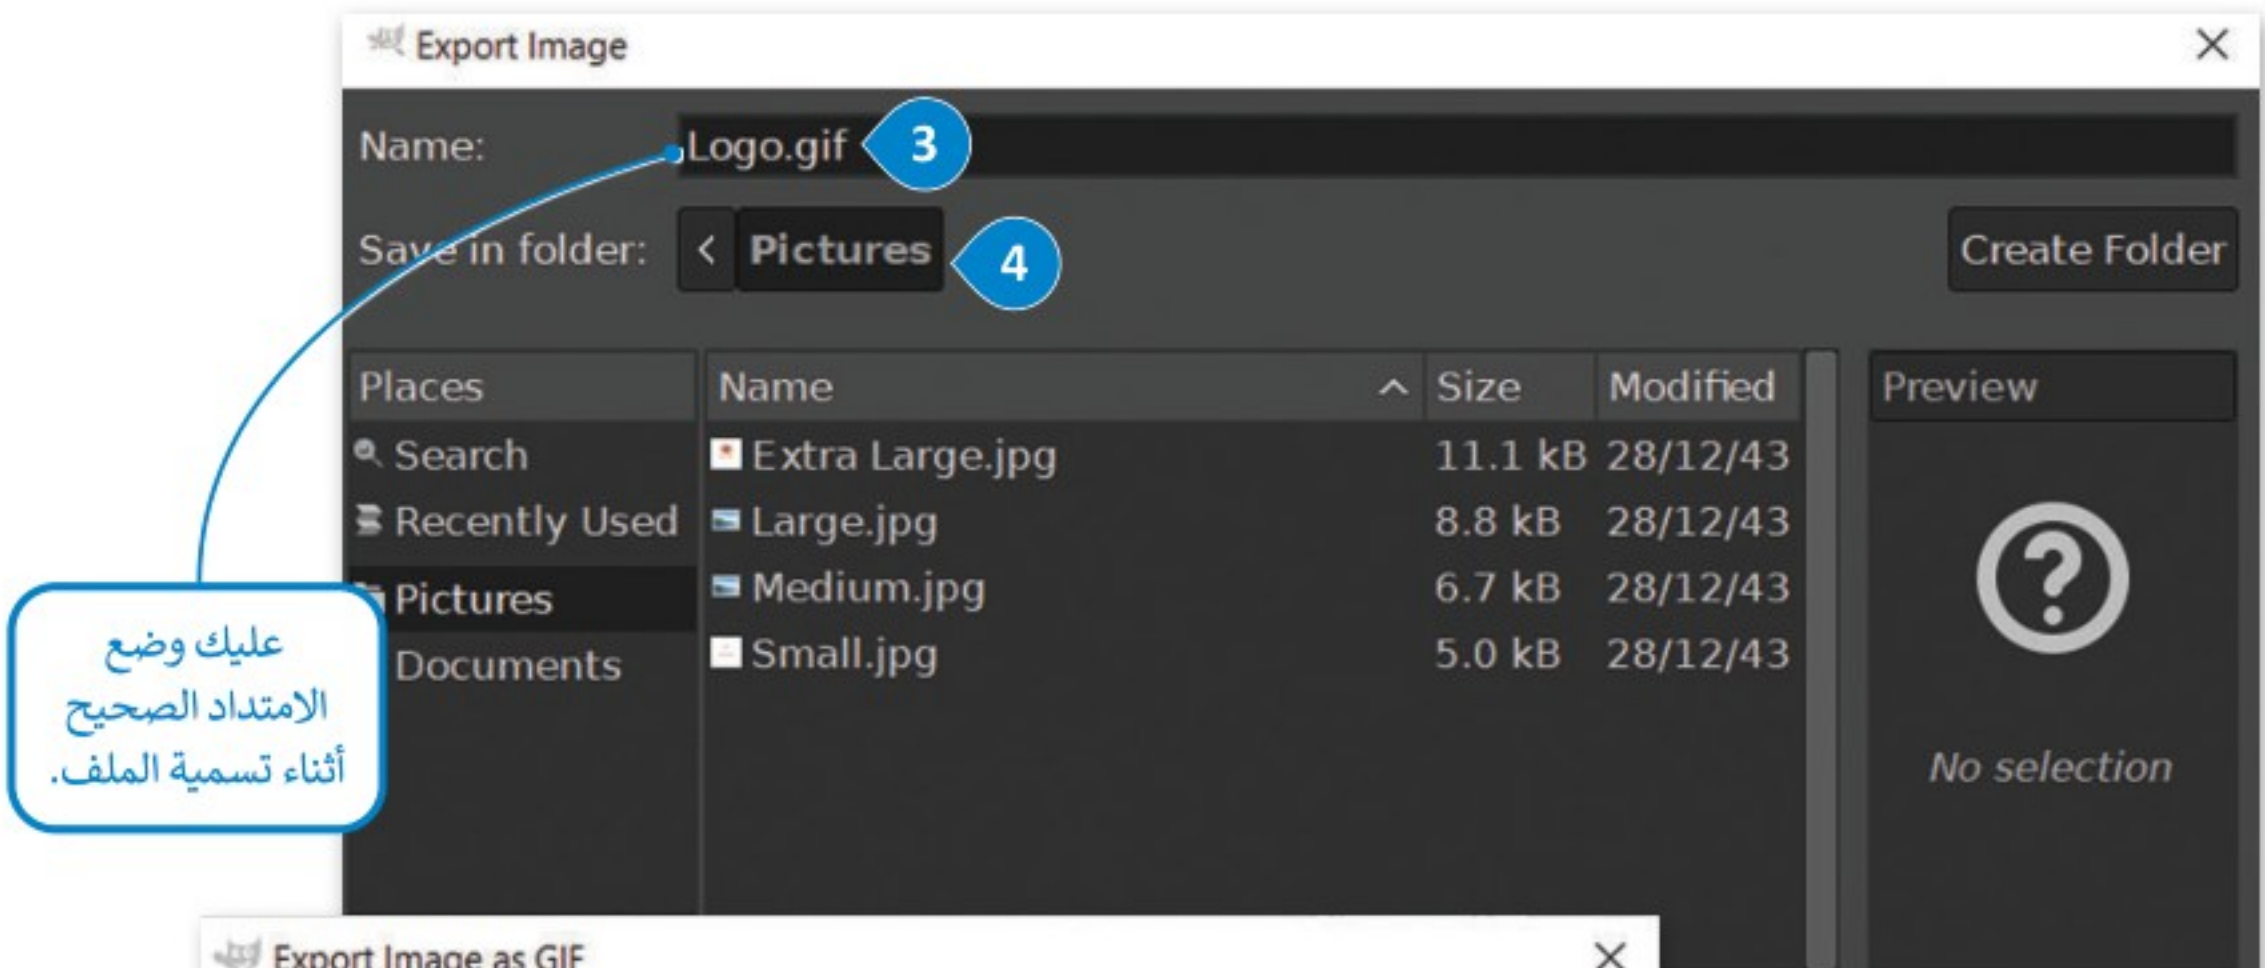 Export Image
Name: Logo.gif 3
Save in folder: < Pictures 4 Create Folder
Places Name Size Modified Preview
Search Extra Large.jpg 11.1 kB 28/12/43
Recently Used Large.jpg 8.8 kB 28/12/43
Pictures Medium.jpg 6.7 kB 28/12/43
Documents Small.jpg 5.0 kB 28/12/43
No selection
عليك وضع
الامتداد الصحيح
أثناء تسمية الملف.
Export Image as GIF